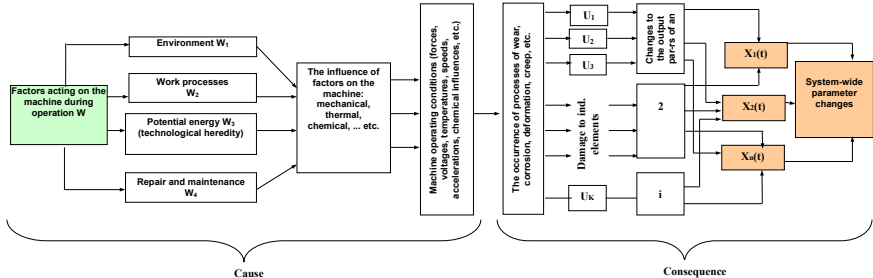 Factors acting on the
machine during
operation W
Environment W1
Work processes
W2
Potential energy W3
(technological heredity)
Repair and maintenance
W4
The influence of
factors on the
machine:
mechanical,
thermal,
chemical, ... etc.
Machine operating conditions (forces,
voltages, temperatures, speeds,
accelerations, chemical influences, etc.)
The occurrence of processes of wear,
corrosion, deformation, creep, etc.
U1
U2
U3
Damage to ind.
elements
UK
Changes to
the output
par-rs of an
2
i
X1(t)
X2(t)
Xn(t)
System-wide
parameter
changes
Cause
Consequence